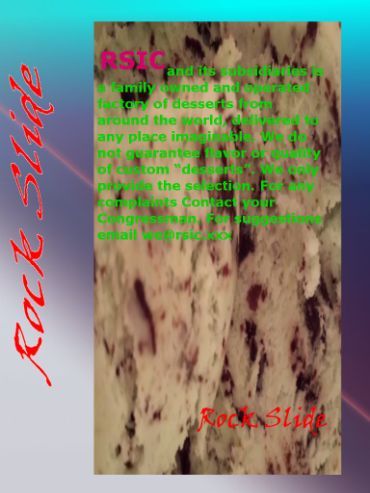 Rock Slide
RSIC and its subsidiaries is
a family owned and operated
factory of desserts from
around the world, delivered to
any place imaginable. We do
not guarantee flavor or quality
of custom "desserts". We only
provide the selection. For any
complaints Contact your
Congressman. For suggestions
email we@rsic.xxx
Rock Slide